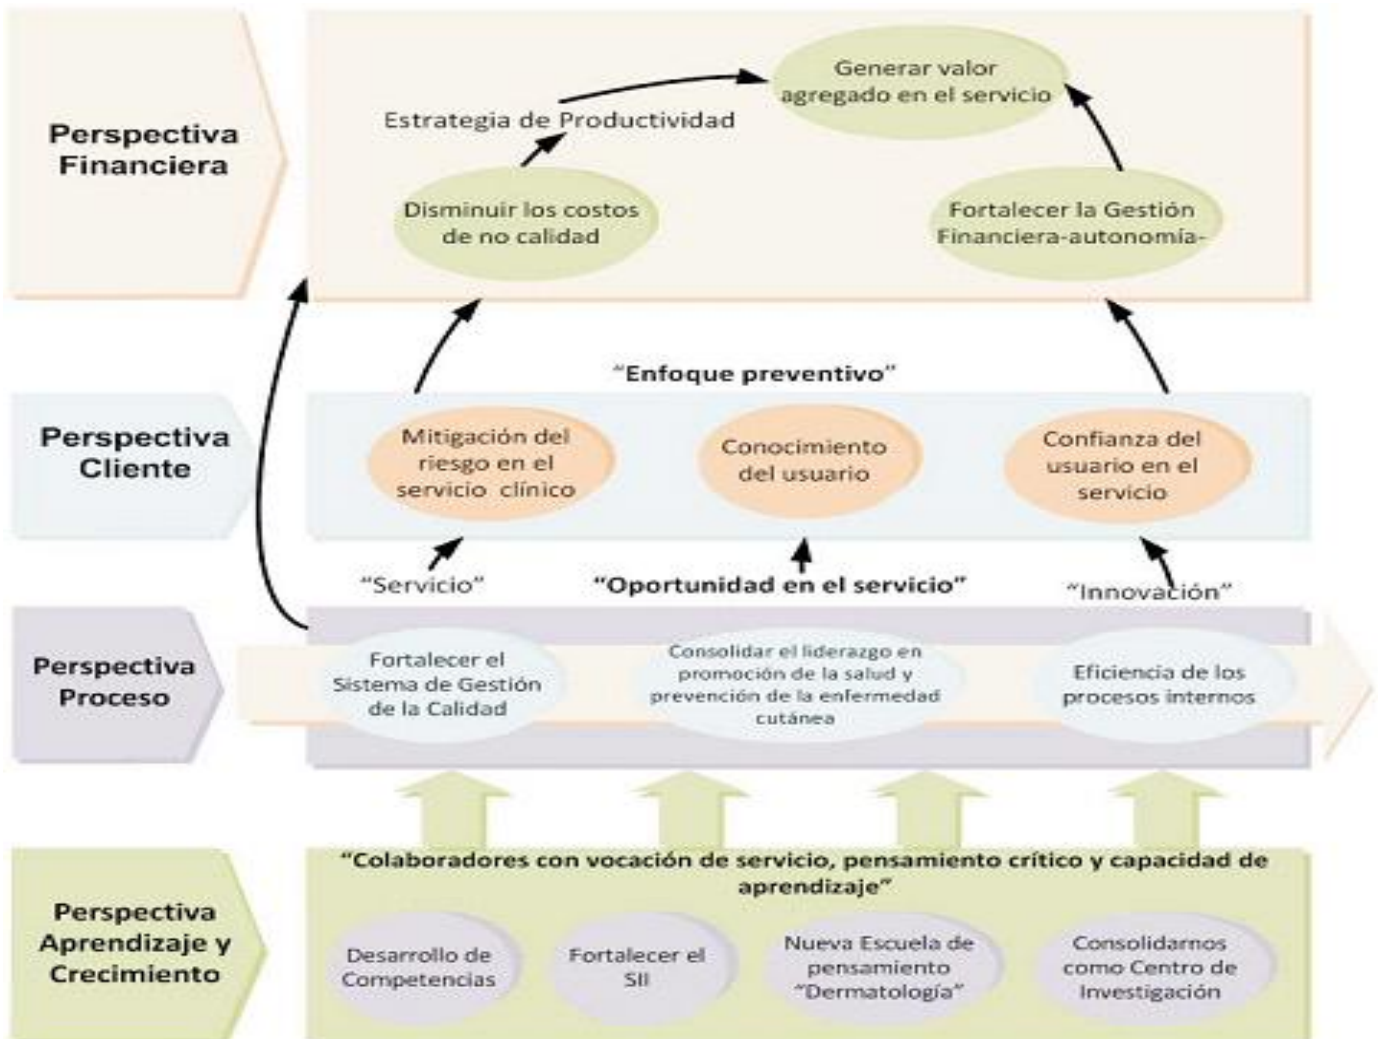 Perspectiva
Financiera
Generar valor
agregado en el servicio
Estrategia de Productividad
Disminuir los costos
de no calidad
Fortalecer la Gestión
Financiera-autonomía-
"Enfoque preventivo"
Perspectiva
Cliente
Mitigación del
riesgo en el
servicio clínico
Conocimiento
del usuario
Confianza del
usuario en el
servicio
"Servicio"
"Oportunidad en el servicio"
"Innovación"
Perspectiva
Proceso
Fortalecer el
Sistema de Gestión
de la Calidad
Consolidar el liderazgo en
promoción de la salud y
prevención de la enfermedad
cutánea
Eficiencia de los
procesos internos
"Colaboradores con vocación de servicio, pensamiento crítico y capacidad de
aprendizaje"
Perspectiva
Aprendizaje y
Crecimiento
Desarrollo de
Competencias
Fortalecer el
SII
Nueva Escuela de
pensamiento
"Dermatología"
Consolidarnos
como Centro de
Investigación